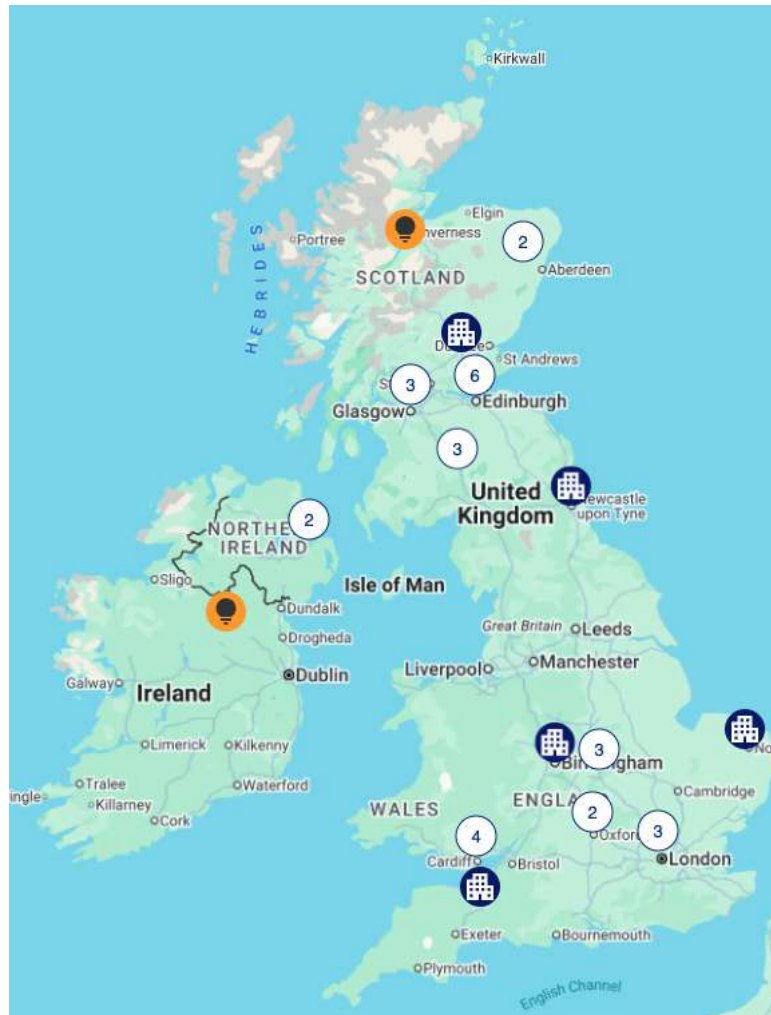 Kirkwall
Elgin
Inverness
2
Portree
HEBRIDES
SCOTLAND
Aberdeen
St Andrews
6
3
Glasgow
Edinburgh
3
United
Kingdom
Newcastle
upon Tyne
2
NORTHE
IRELAND
Sligo
Isle of Man
Dundalk
Drogheda
Great Britain
Leeds
Manchester
Liverpool
Galway
Ireland
Dublin
Limerick
Kilkenny
3
Birmingham
Tralee
Killarney
Waterford
Cork
WALES
ENGLA
Cambridge
2
3
Oxfor
4
Cardiff
Bristol
London
Exeter
Bournemouth
Plymouth
English Channel